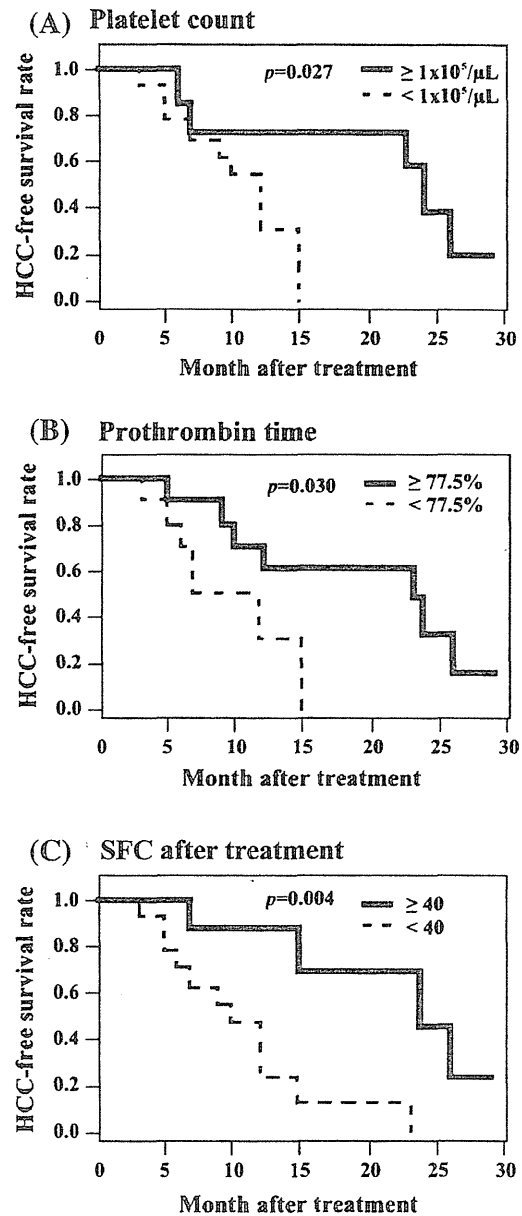 (A) Platelet count
HCC-free survival rate
1.0
0.8
0.6
0.4
0.2
0.0
p=0.027
≥ 1x10⁵/μL
< 1x10⁵/μL
0 5 10 15 20 25 30
Month after treatment
(B) Prothrombin time
HCC-free survival rate
1.0
0.8
0.6
0.4
0.2
0.0
p=0.030
≥ 77.5%
< 77.5%
0 5 10 15 20 25 30
Month after treatment
(C) SFC after treatment
HCC-free survival rate
1.0
0.8
0.6
0.4
0.2
0.0
p=0.004
≥ 40
< 40
0 5 10 15 20 25 30
Month after treatment